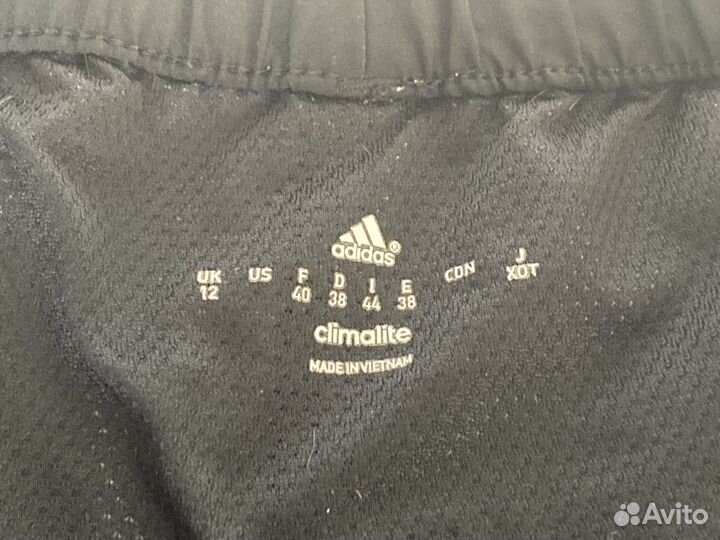 adidas®
UK US F D I E CDN J
12 40 38 44 38 XOT
climalite
MADE IN VIETNAM
Avito